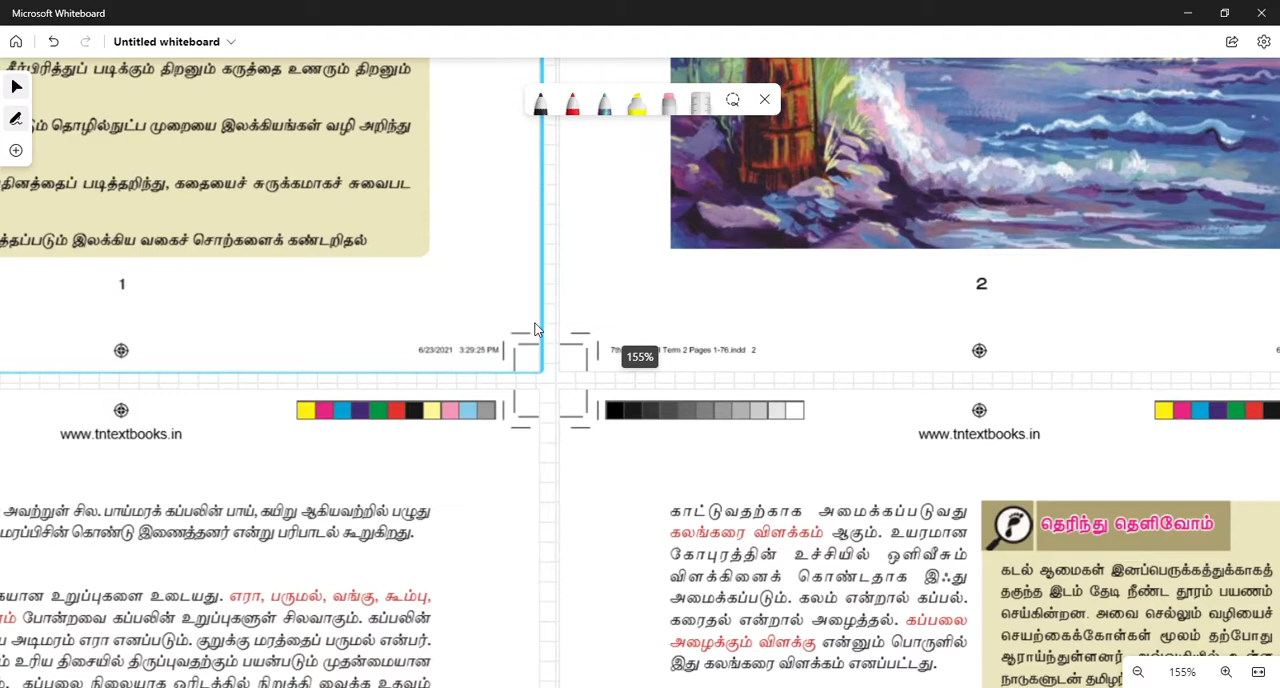 Microsoft Whiteboard
Untitled whiteboard
சீர்பிரித்துப் படிக்கும் திறனும் கருத்தை உணரும் திறனும்
தொழில்நுட்ப முறையை இலக்கியங்கள் வழி அறிந்து
படித்தறிந்து, கதையைச் சுருக்கமாகச் சுவைபட
இலக்கிய வகைச் சொற்களைக் கண்டறிதல்
1
2
6/23/2021 3:29:25 PM
155%
Term 2 Pages 1-76.indd 2
www.tntextbooks.in
www.tntextbooks.in
அவற்றுள் சில. பாய்மரக் கப்பலின் பாய், கயிறு ஆகியவற்றில் பழுது
மரப்பிசின் கொண்டு இணைத்தனர் என்று பரிபாடல் கூறுகிறது.
உறுப்புகளை உடையது. எரா, பருமல், வங்கு, கூம்பு,
போன்றவை கப்பலின் உறுப்புகளுள் சிலவாகும். கப்பலின்
அடிமரம் எரா எனப்படும். குறுக்கு மரத்தைப் பருமல் என்பர்.
உரிய திசையில் திருப்புவதற்கும் பயன்படும் முதன்மையான
கப்பலை நிலையாக ஓரிடத்தில் நிறுத்தி வைக்க உதவும்
காட்டுவதற்காக அமைக்கப்படுவது
கலங்கரை விளக்கம் ஆகும். உயரமான
கோபுரத்தின் உச்சியில் ஒளிவீசும்
விளக்கினைக் கொண்டதாக இஃது
அமைக்கப்படும். கலம் என்றால் கப்பல்.
கரைதல் என்றால் அழைத்தல். கப்பலை
அழைக்கும் விளக்கு என்னும் பொருளில்
இது கலங்கரை விளக்கம் எனப்பட்டது.
தெரிந்து தெளிவோம்
கடல் ஆமைகள் இனப்பெருக்கத்துக்காகத்
தகுந்த இடம் தேடி நீண்ட தூரம் பயணம்
செய்கின்றன. அவை செல்லும் வழியைச்
செயற்கைக்கோள்கள் மூலம் தற்போது
ஆராய்ந்துள்ளனர்.
நாடுகளுடன்
155%